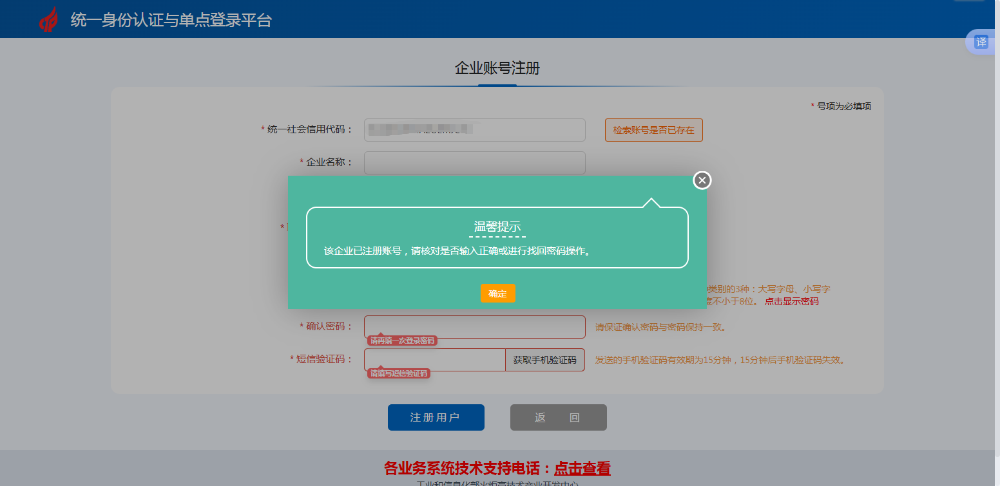 统一身份认证与单点登录平台
译
企业账号注册
* 号项为必填项
* 统一社会信用代码：
检索账号是否已存在
* 企业名称：
*
温馨提示
该企业已注册账号，请核对是否输入正确或进行找回密码操作。
确定
类别的3种：大写字母、小写字
度不小于8位。 点击显示密码
* 确认密码：
请保证确认密码与密码保持一致。
请再填一次登录密码
* 短信验证码：
获取手机验证码
发送的手机验证码有效期为15分钟，15分钟后手机验证码失效。
请填写短信验证码
注册用户
返 回
各业务系统技术支持电话：点击查看
工业和信息化部火炬高技术产业开发中心